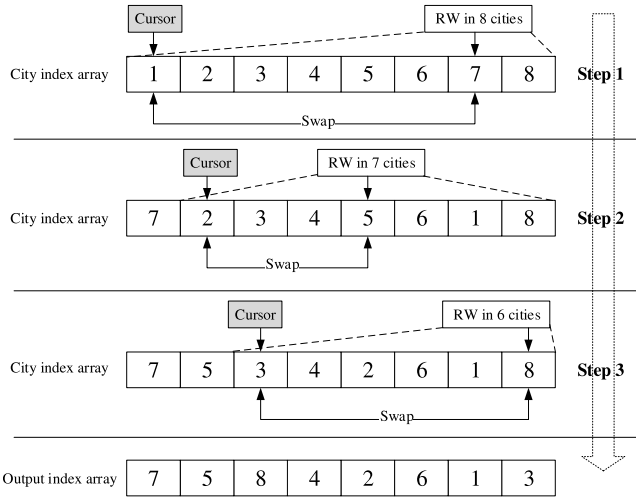 Cursor RW in 8 cities
City index array 1 2 3 4 5 6 7 8 Step 1
Swap
Cursor RW in 7 cities
City index array 7 2 3 4 5 6 1 8 Step 2
Swap
Cursor RW in 6 cities
City index array 7 5 3 4 2 6 1 8 Step 3
Swap
Output index array 7 5 8 4 2 6 1 3